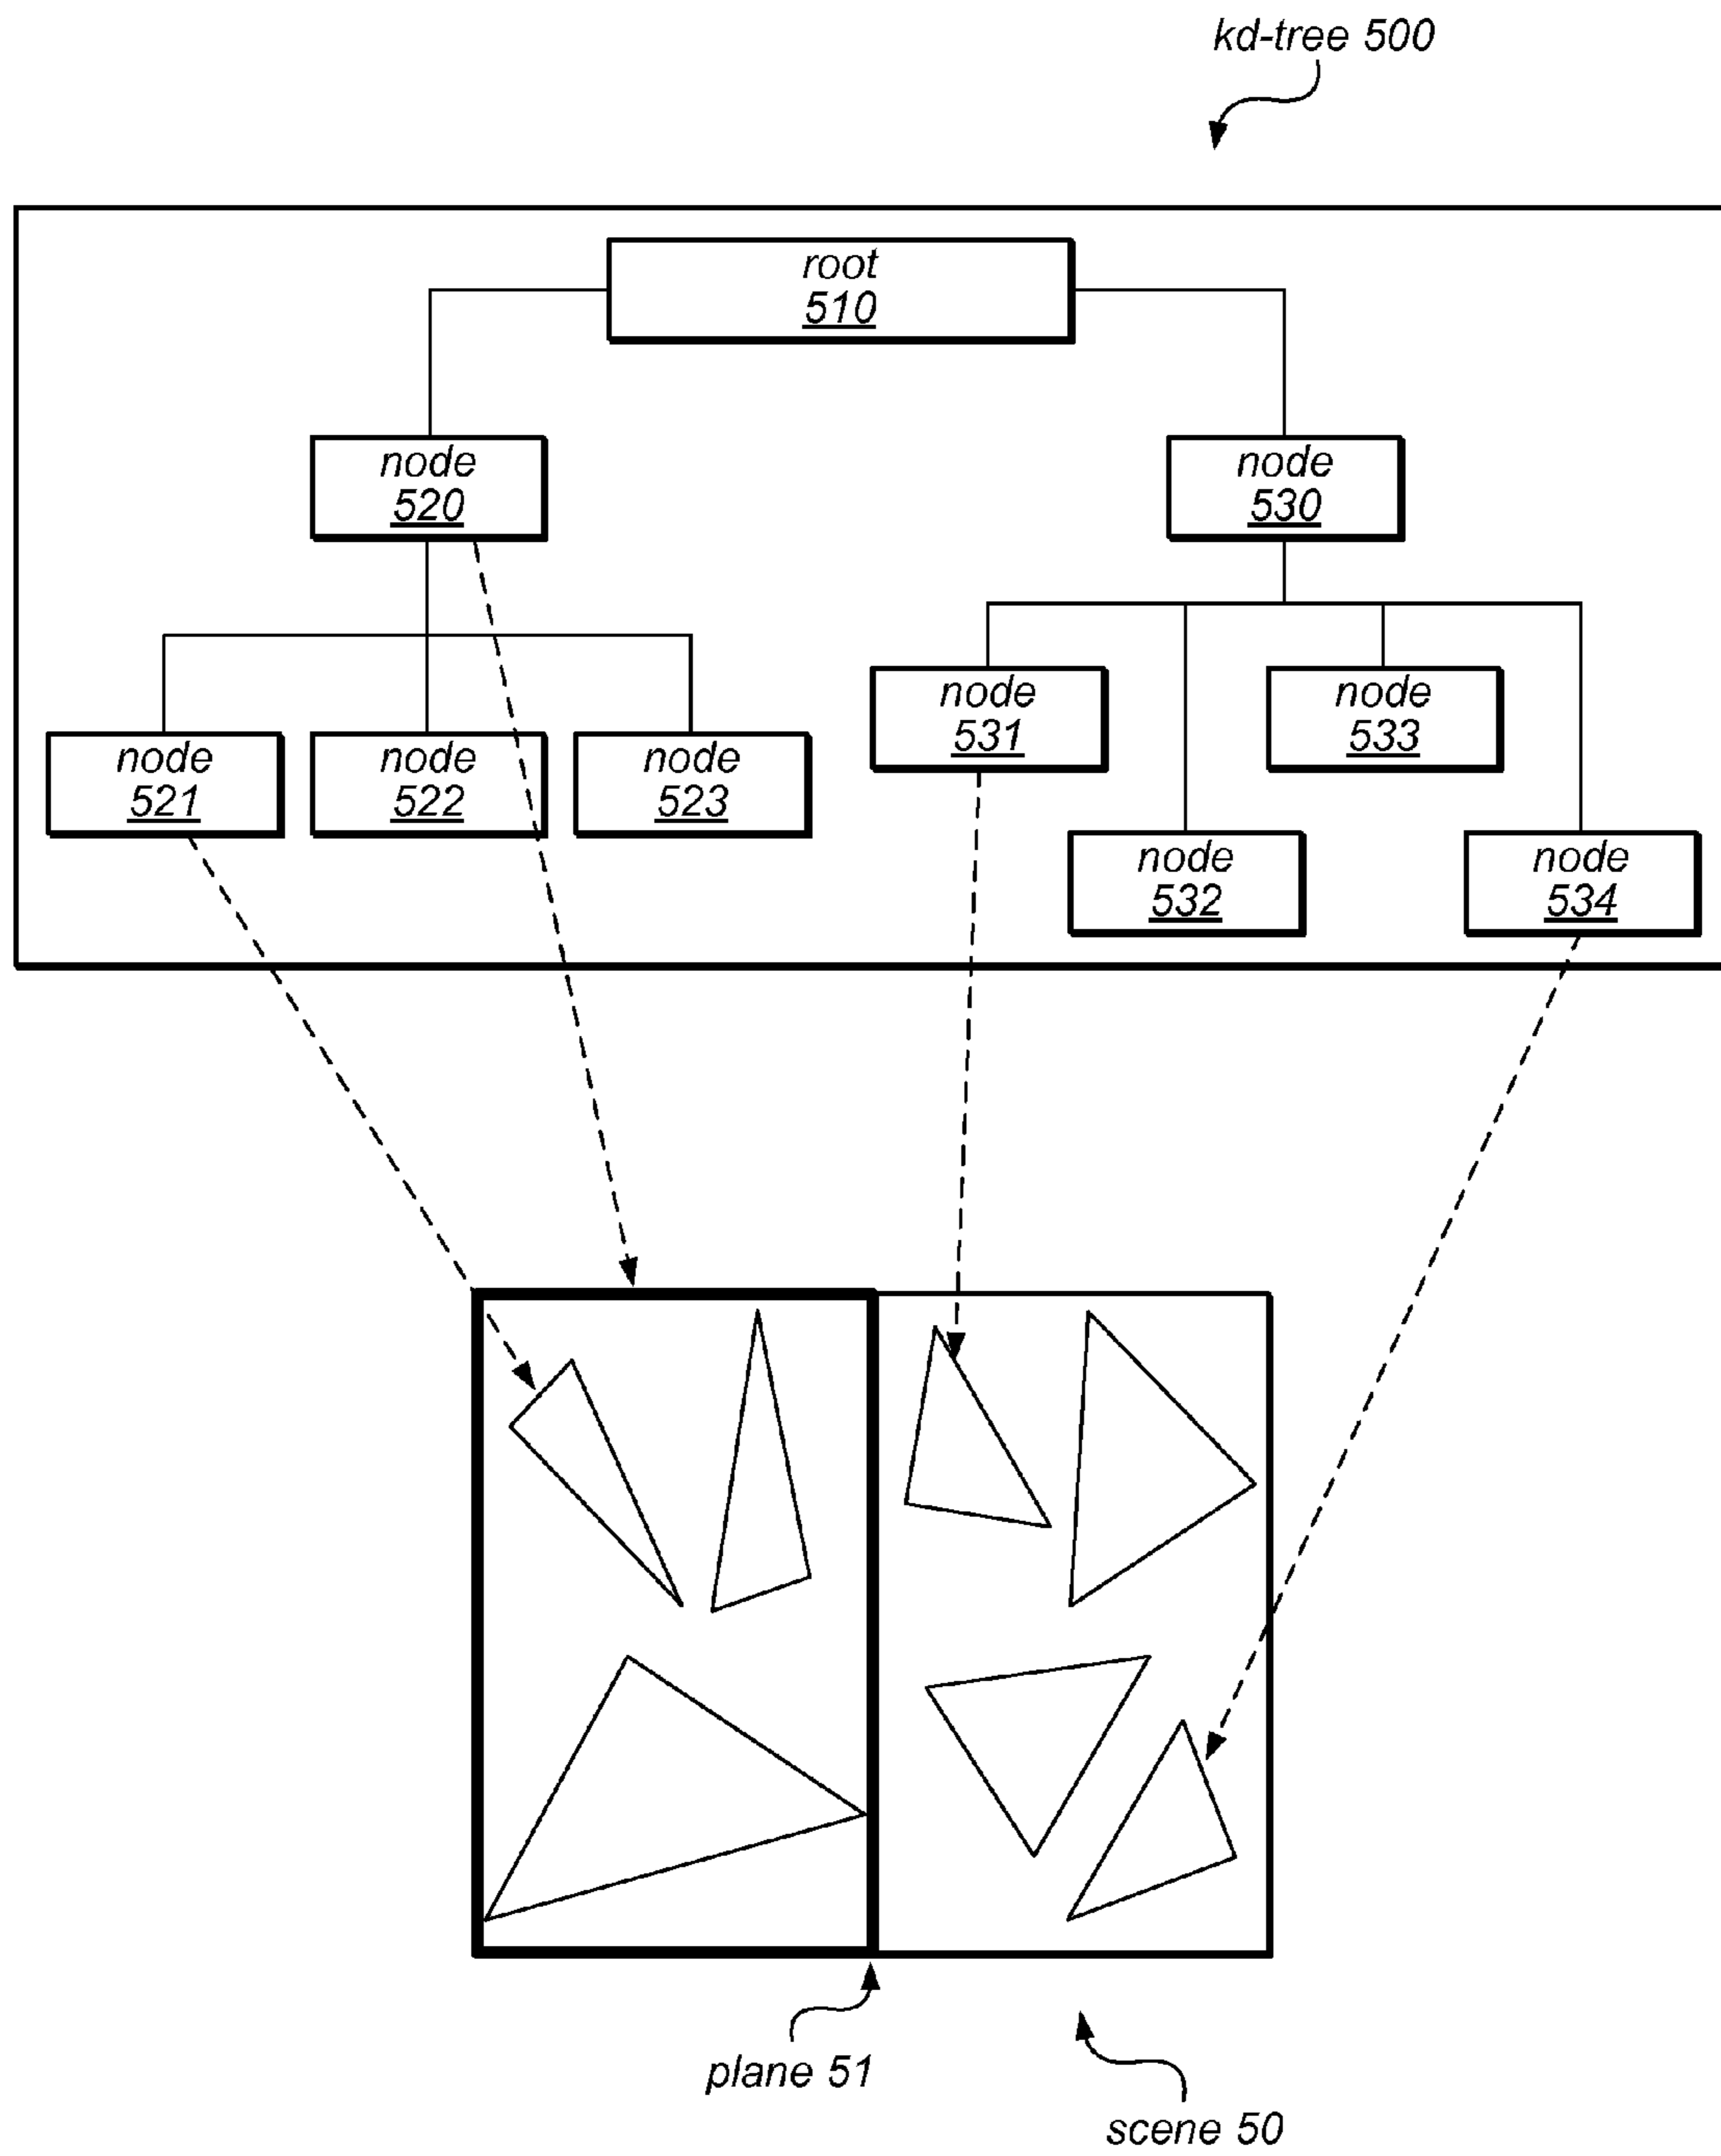 kd-tree 500
root
510
node
520
node
530
node
531
node
533
node
521
node
522
node
523
node
532
node
534
plane 51
scene 50